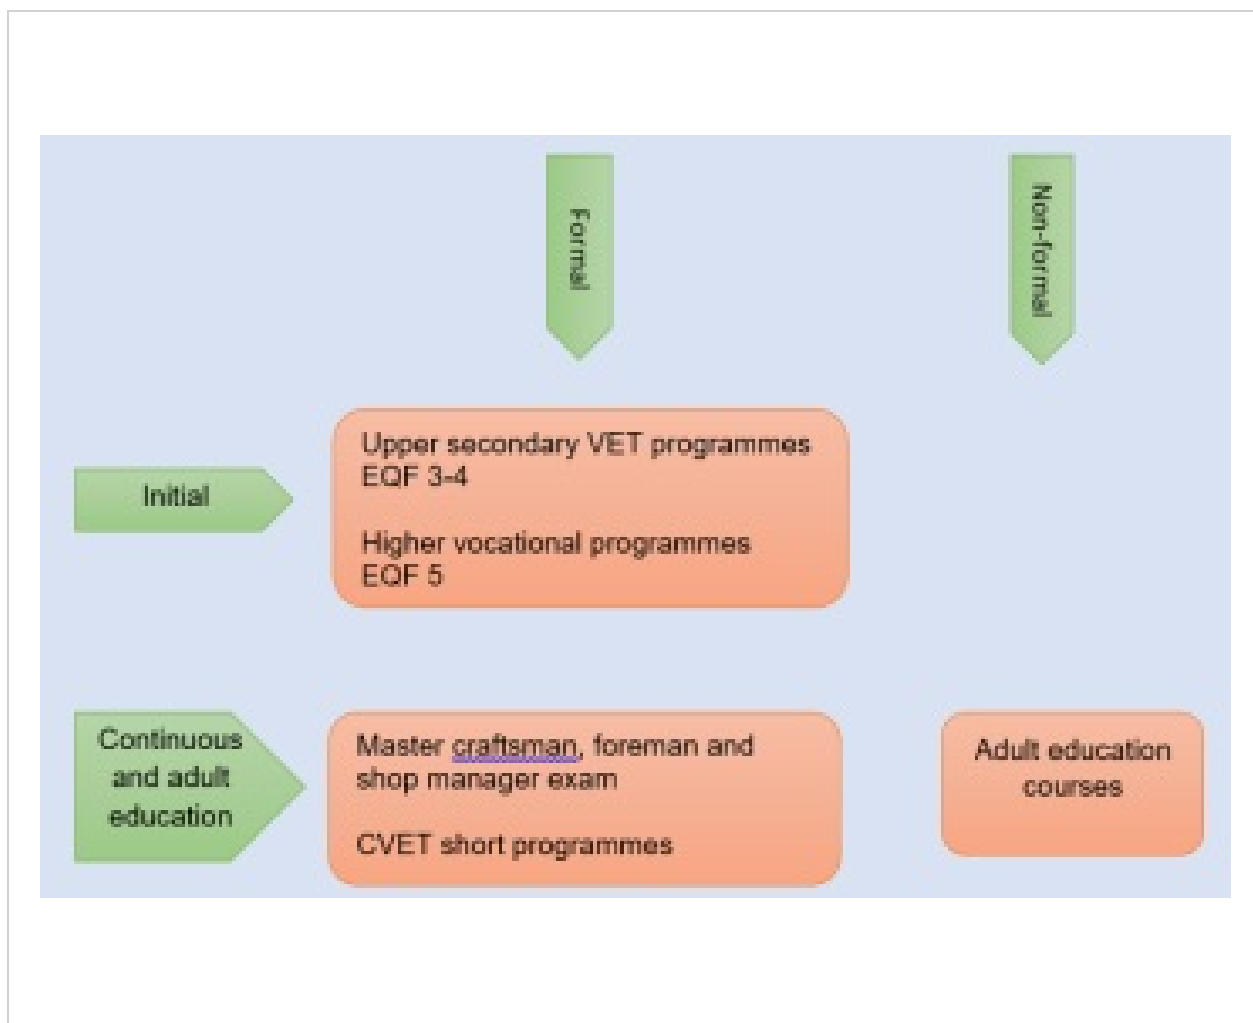 Formal
Non-formal
Initial
Upper secondary VET programmes
EQF 3-4
Higher vocational programmes
EQF 5
Continuous
and adult
education
Master craftsman, foreman and
shop manager exam
CVET short programmes
Adult education
courses